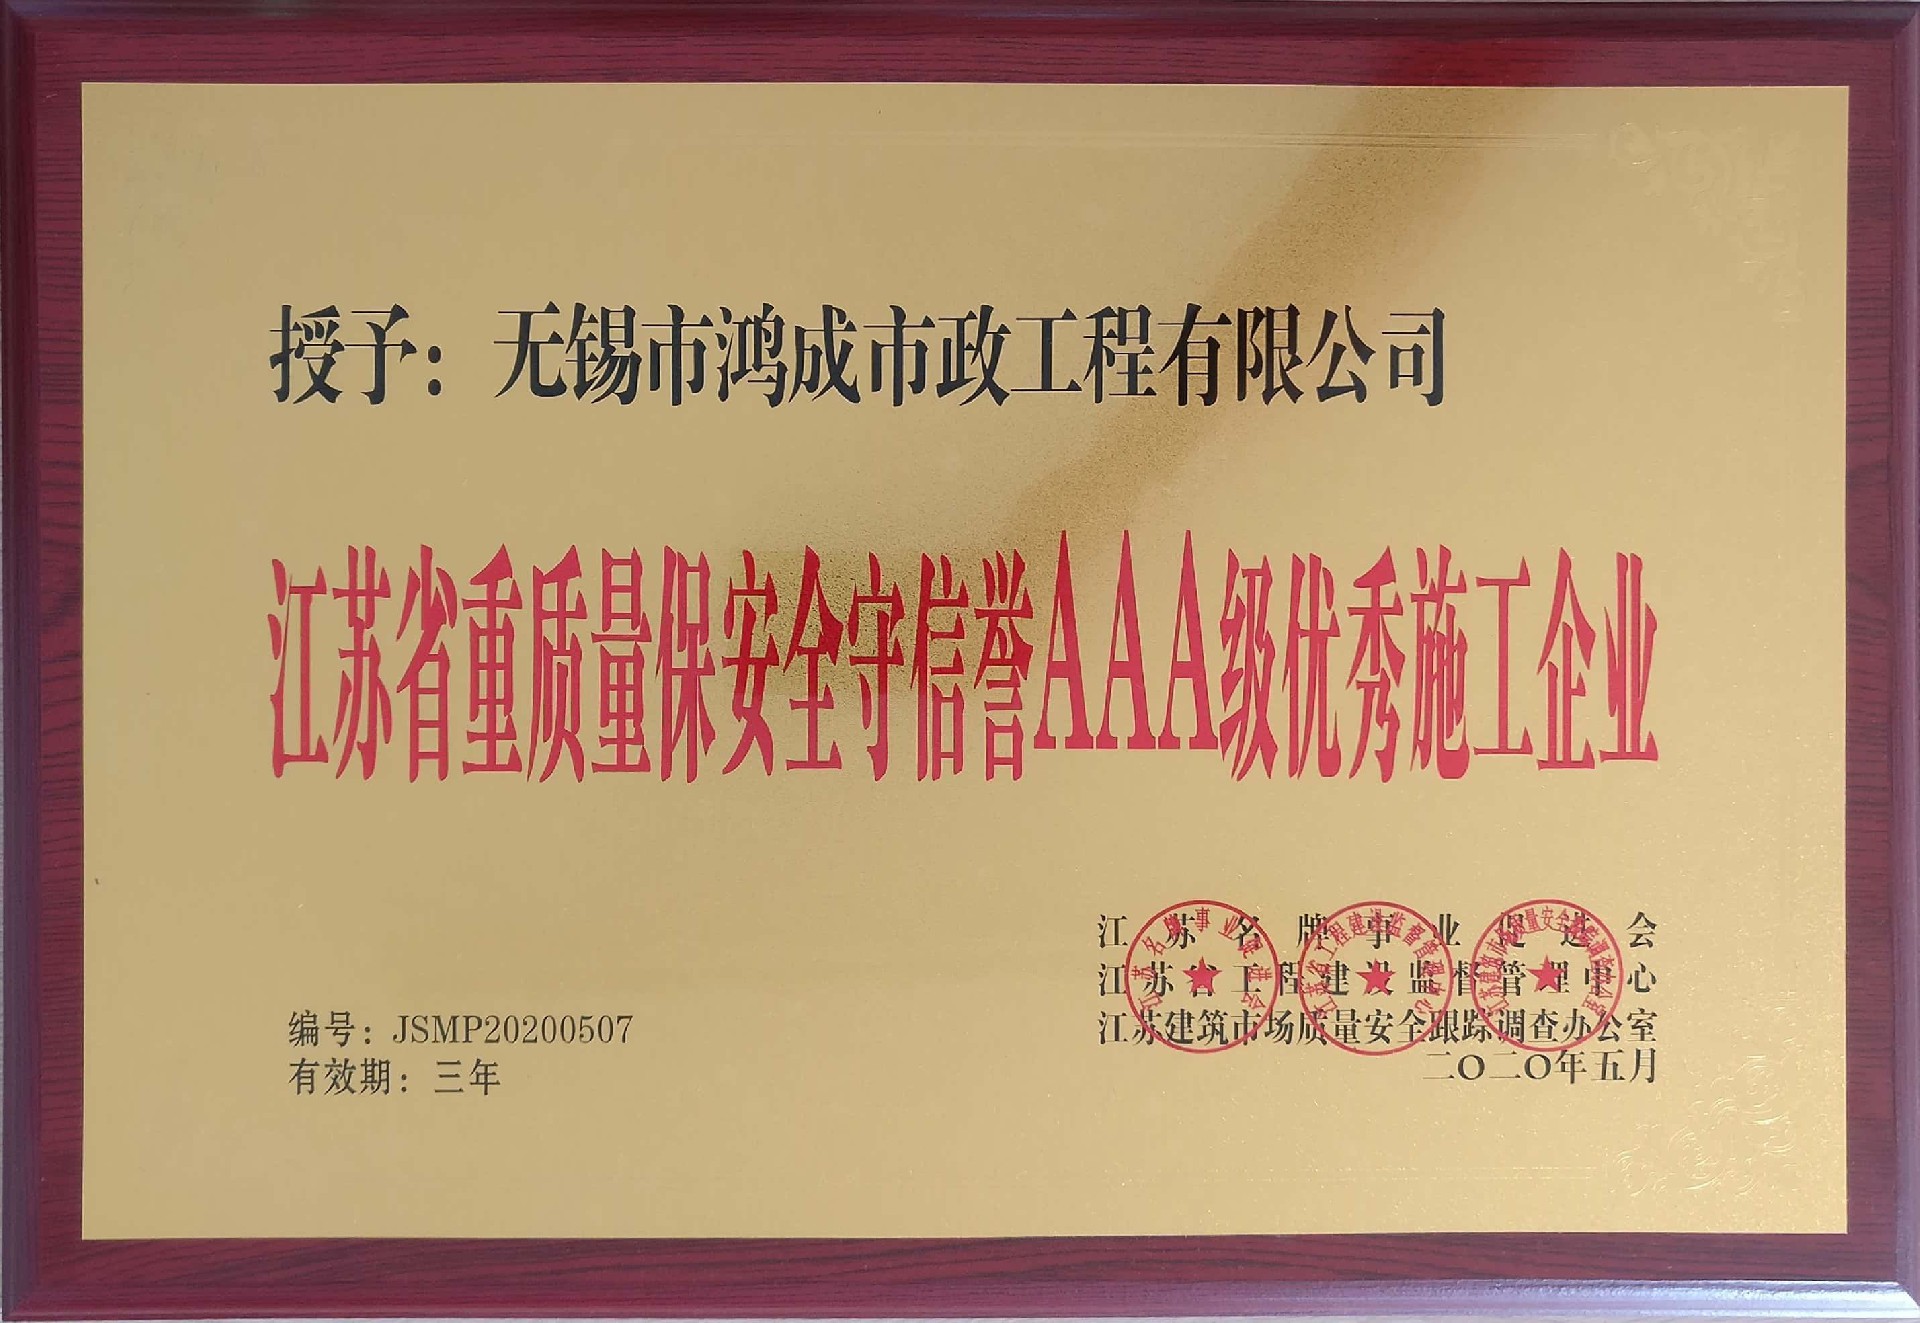 授予：无锡市鸿成市政工程有限公司
江苏省重质量保安全守信誉AAA级优秀施工企业
江苏名牌事业促进会
江苏省工程建设监督管理中心
江苏建筑市场质量安全跟踪调查办公室
二〇二〇年五月
编号：JSMP20200507
有效期：三年